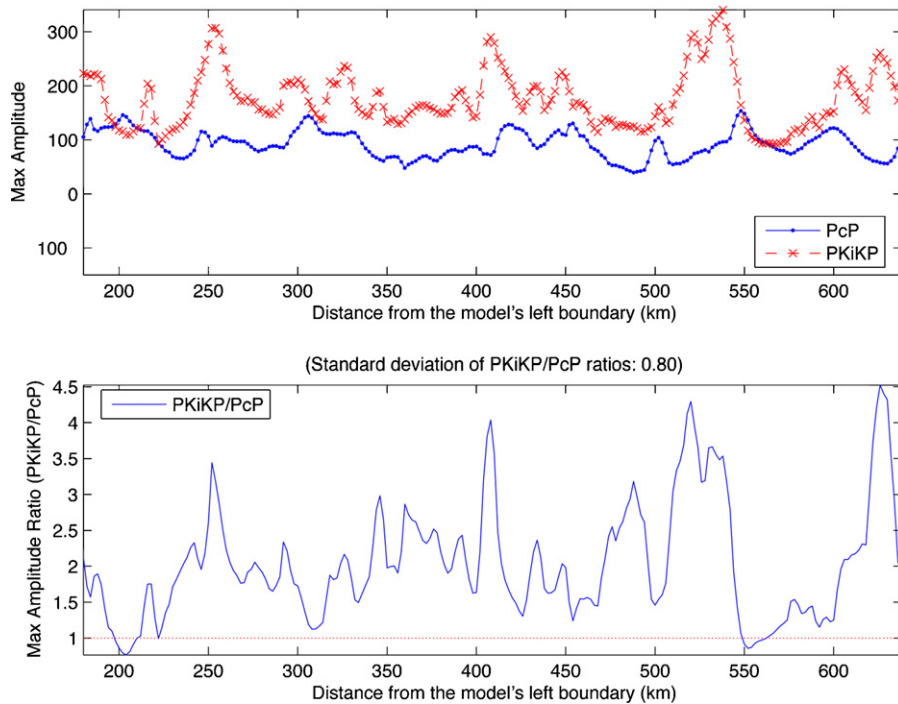 Max Amplitude
300
200
100
0
100
PcP
PKiKP
200 250 300 350 400 450 500 550 600
Distance from the model's left boundary (km)
(Standard deviation of PKiKP/PcP ratios: 0.80)
Max Amplitude Ratio (PKiKP/PcP)
4.5
4
3.5
3
2.5
2
1.5
1
PKiKP/PcP
200 250 300 350 400 450 500 550 600
Distance from the model's left boundary (km)